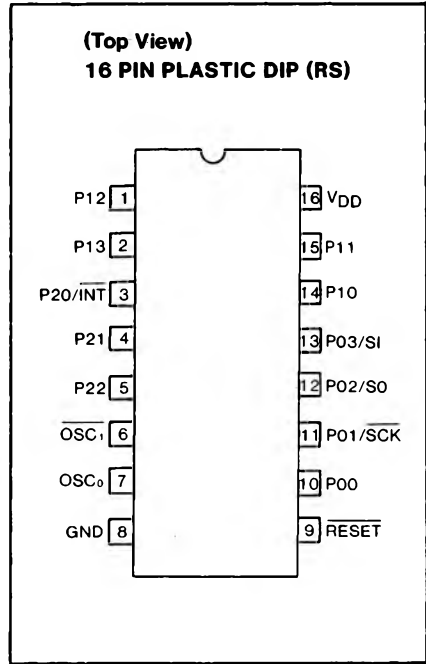 (Top View)
16 PIN PLASTIC DIP (RS)
P12 1
16 VDD
P13 2
15 P11
P20/INT 3
14 P10
P21 4
13 P03/SI
P22 5
12 P02/SO
OSC₁ 6
11 P01/SCK
OSC₀ 7
10 P00
GND 8
9 RESET